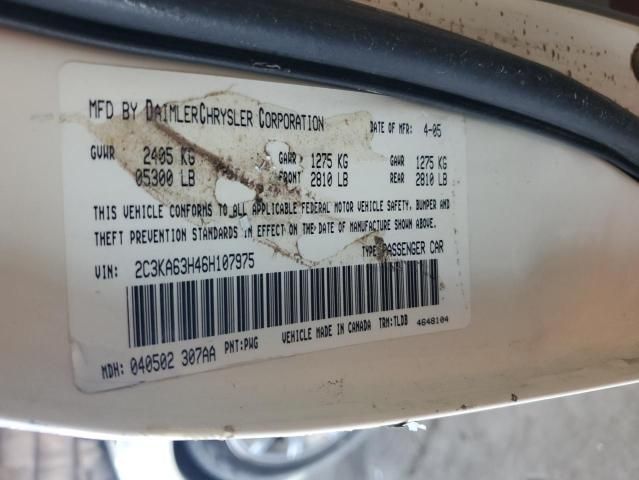 MFD BY DAIMLERCHRYSLER CORPORATION DATE OF MFR: 4-05
GVWR 2405 KG GAWR 1275 KG GAWR 1275 KG
05300 LB FRONT 2810 LB REAR 2810 LB
THIS VEHICLE CONFORMS TO ALL APPLICABLE FEDERAL MOTOR VEHICLE SAFETY, BUMPER AND
THEFT PREVENTION STANDARDS IN EFFECT ON THE DATE OF MANUFACTURE SHOWN ABOVE.
VIN: 2C3KA63H46H107975 TYPE: PASSENGER CAR
MDH: 040502 307AA PNT: PWG VEHICLE MADE IN CANADA TRM: TLDB 4648104